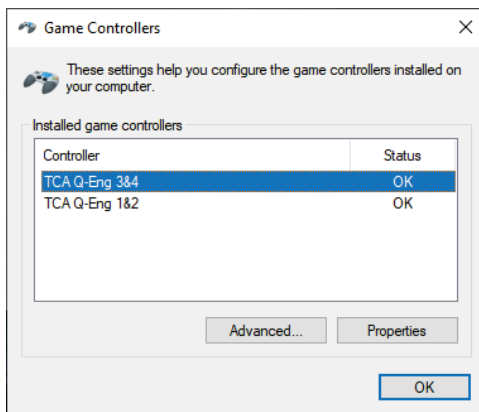 Game Controllers
These settings help you configure the game controllers installed on
your computer.
Installed game controllers
Controller Status
TCA Q-Eng 3&4 OK
TCA Q-Eng 1&2 OK
Advanced... Properties
OK